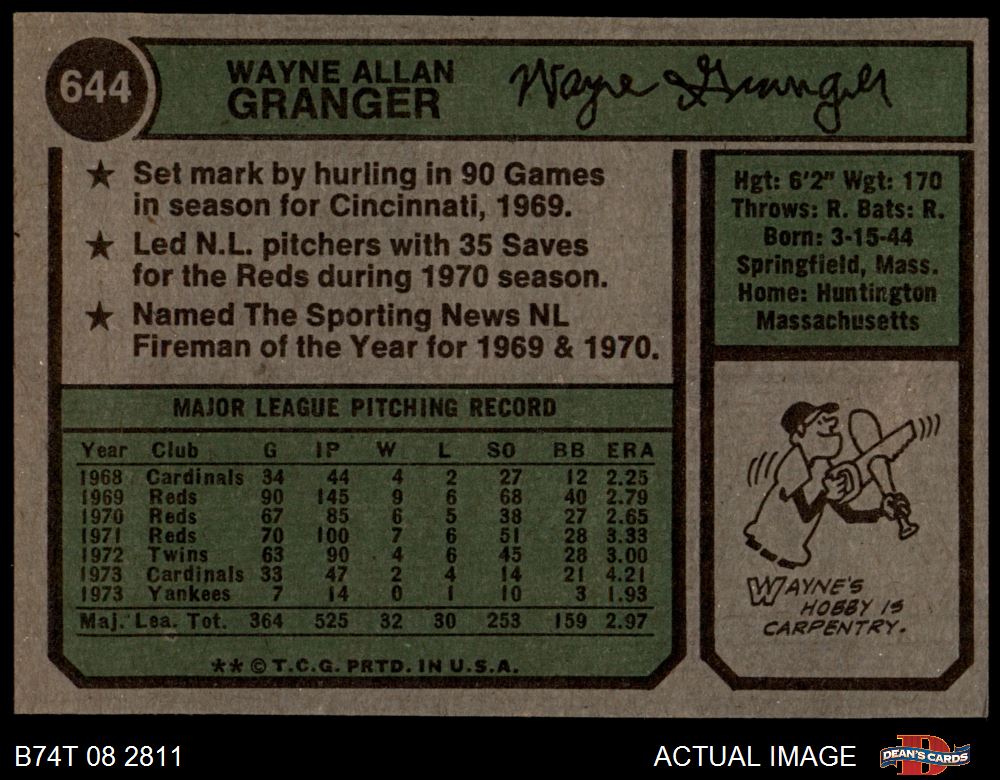 644
WAYNE ALLAN
GRANGER
Wayne Granger
★ Set mark by hurling in 90 Games
in season for Cincinnati, 1969.
★ Led N.L. pitchers with 35 Saves
for the Reds during 1970 season.
★ Named The Sporting News NL
Fireman of the Year for 1969 & 1970.
Hgt: 6'2" Wgt: 170
Throws: R. Bats: R.
Born: 3-15-44
Springfield, Mass.
Home: Huntington
Massachusetts
MAJOR LEAGUE PITCHING RECORD
Year Club G IP W L SO BB ERA
1968 Cardinals 34 44 4 2 27 12 2.25
1969 Reds 90 145 9 6 68 40 2.79
1970 Reds 67 85 6 5 38 27 2.65
1971 Reds 70 100 7 6 51 28 3.33
1972 Twins 63 90 4 6 45 28 3.00
1973 Cardinals 33 47 2 4 14 21 4.21
1973 Yankees 7 14 0 1 10 3 1.93
Maj. Lea. Tot. 364 525 32 30 253 159 2.97
** © T.C.G. PRTD. IN U.S.A.
WAYNE'S
HOBBY IS
CARPENTRY.
B74T 08 2811
ACTUAL IMAGE
D
DEAN'S CARDS